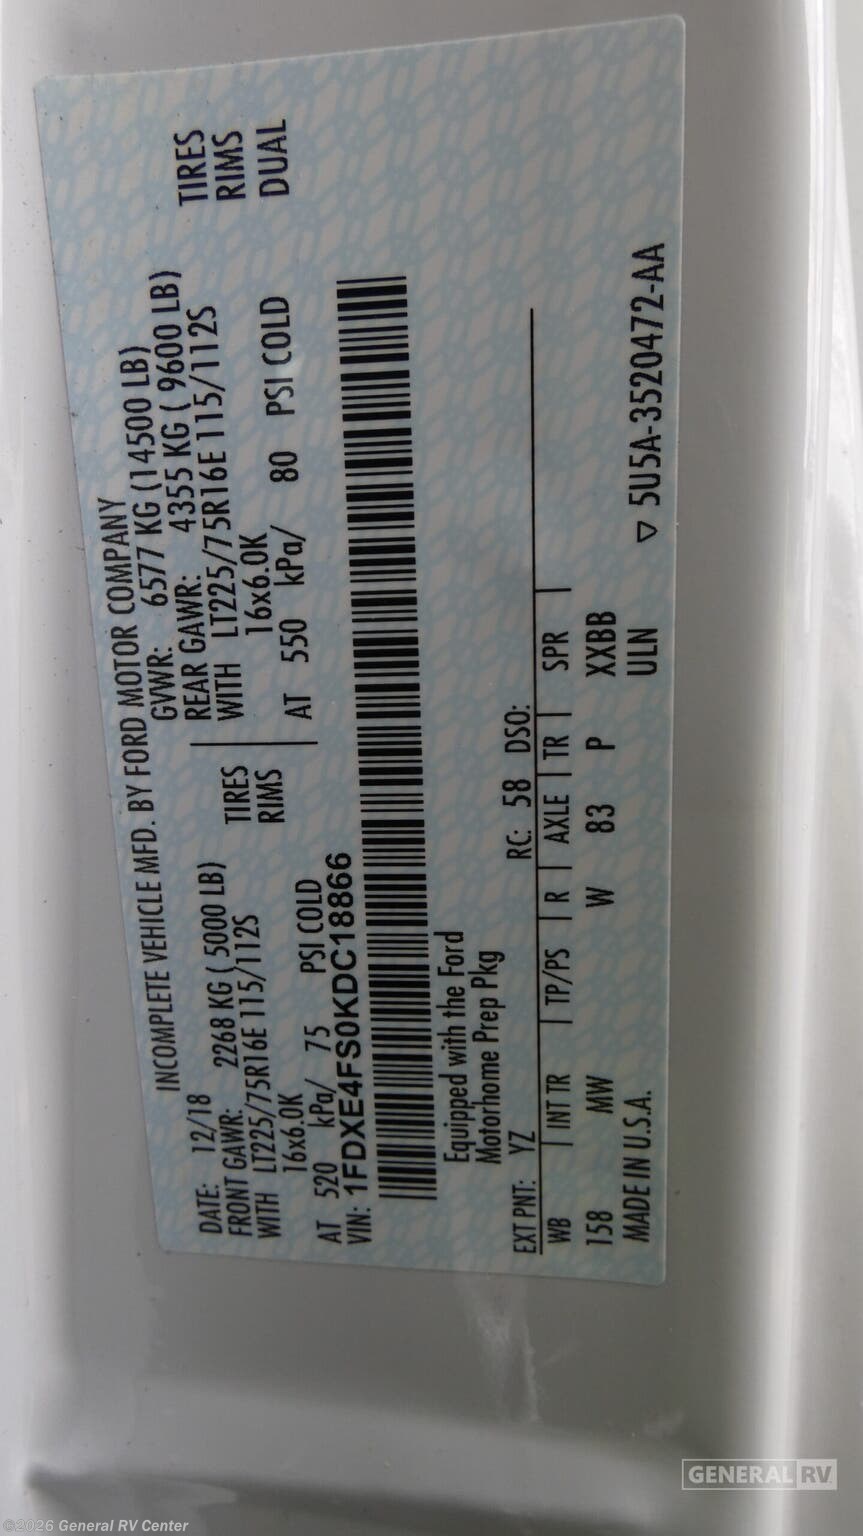 INCOMPLETE VEHICLE MFD. BY FORD MOTOR COMPANY
DATE: 12/18 GVWR: 6577 KG (14500 LB)
FRONT GAWR: 2268 KG ( 5000 LB) REAR GAWR: 4355 KG ( 9600 LB)
WITH LT225/75R16E 115/112S TIRES WITH LT225/75R16E 115/112S TIRES
16x6.0K RIMS 16x6.0K RIMS
AT 520 kPa/ 75 PSI COLD AT 550 kPa/ 80 PSI COLD DUAL
VIN: 1FDXE4FS0KDC18866
Equipped with the Ford
Motorhome Prep Pkg
EXT PNT: YZ RC: 58 DSO:
WB INT TR TP/PS R AXLE TR SPR
158 MW W 83 P XXBB
MADE IN U.S.A. ULN ▽ 5U5A-3520472-AA
GENERAL RV
©2026 General RV Center